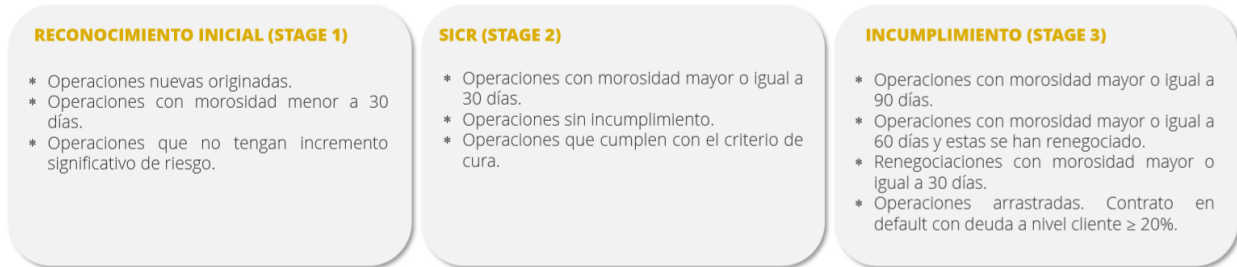 RECONOCIMIENTO INICIAL (STAGE 1)
* Operaciones nuevas originadas.
* Operaciones con morosidad menor a 30
días.
* Operaciones que no tengan incremento
significativo de riesgo.
SICR (STAGE 2)
* Operaciones con morosidad mayor o igual a
30 días.
* Operaciones sin incumplimiento.
* Operaciones que cumplen con el criterio de
cura.
INCUMPLIMIENTO (STAGE 3)
* Operaciones con morosidad mayor o igual a
90 días.
* Operaciones con morosidad mayor o igual a
60 días y estas se han renegociado.
* Renegociaciones con morosidad mayor o
igual a 30 días.
* Operaciones arrastradas. Contrato en
default con deuda a nivel cliente ≥ 20%.